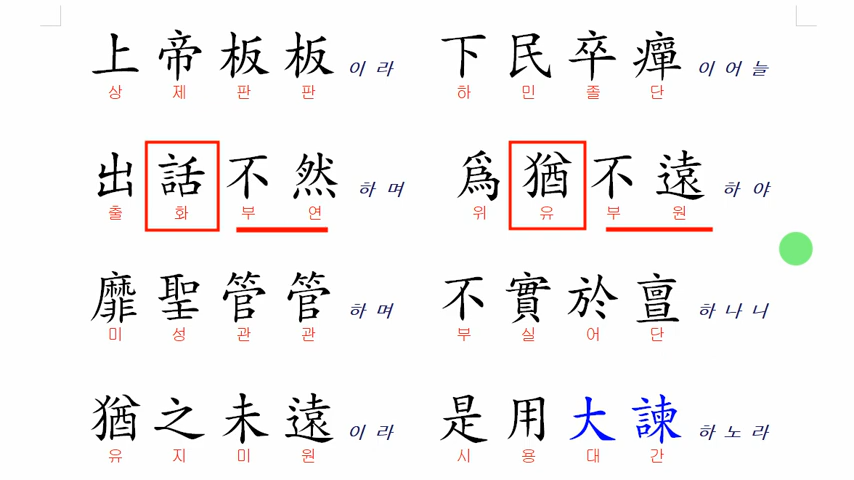 上帝板板이라 下民卒癉이어늘
상제판판 하민졸단
出話不然하며 爲猶不遠하야
출화부연 위유부원
靡聖管管하며 不實於亶하나니
미성관관 부실어단
猶之未遠이라 是用大諫하노라
유지미원 시용대간